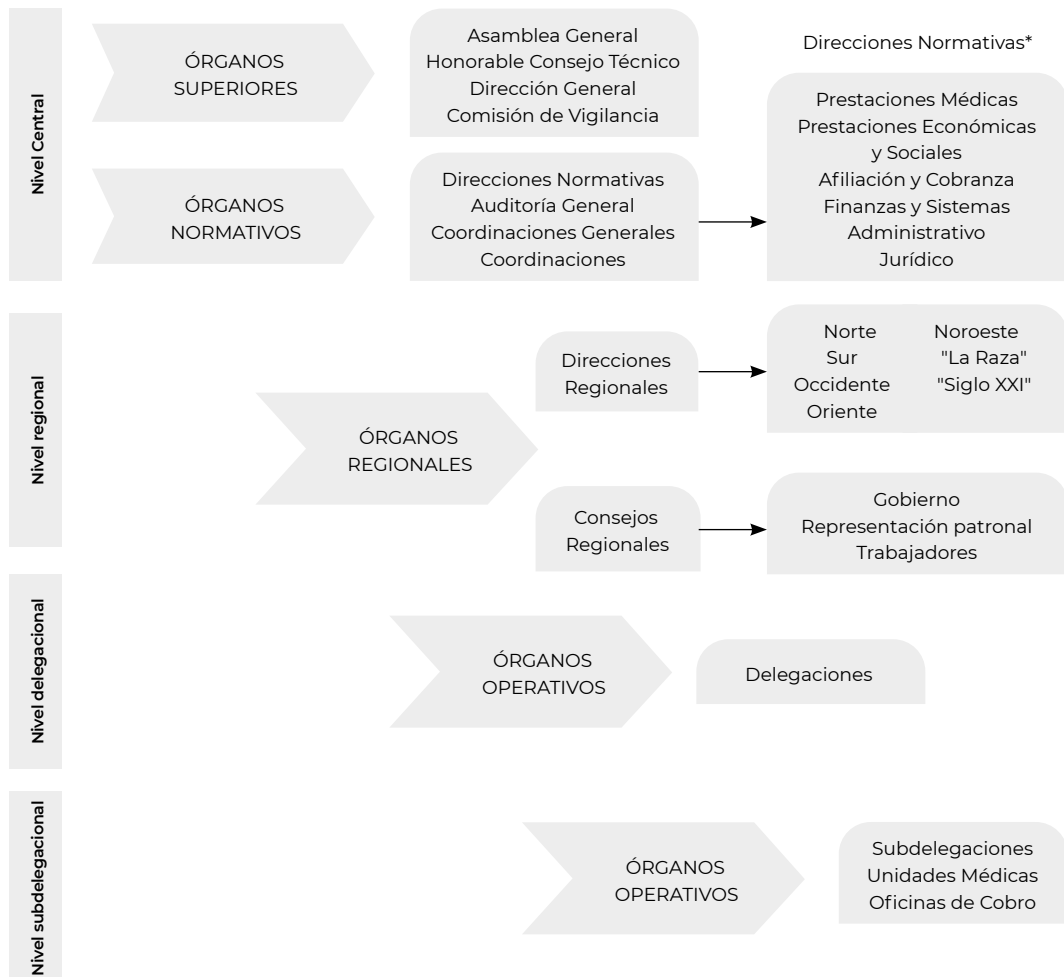 Nivel Central
ÓRGANOS
SUPERIORES
Asamblea General
Honorable Consejo Técnico
Dirección General
Comisión de Vigilancia
Direcciones Normativas*
Prestaciones Médicas
Prestaciones Económicas
y Sociales
Afiliación y Cobranza
Finanzas y Sistemas
Administrativo
Jurídico
ÓRGANOS
NORMATIVOS
Direcciones Normativas
Auditoría General
Coordinaciones Generales
Coordinaciones
Nivel regional
ÓRGANOS
REGIONALES
Direcciones
Regionales
Norte
Sur
Occidente
Oriente
Noroeste
"La Raza"
"Siglo XXI"
Consejos
Regionales
Gobierno
Representación patronal
Trabajadores
Nivel delegacional
ÓRGANOS
OPERATIVOS
Delegaciones
Nivel subdelegacional
ÓRGANOS
OPERATIVOS
Subdelegaciones
Unidades Médicas
Oficinas de Cobro